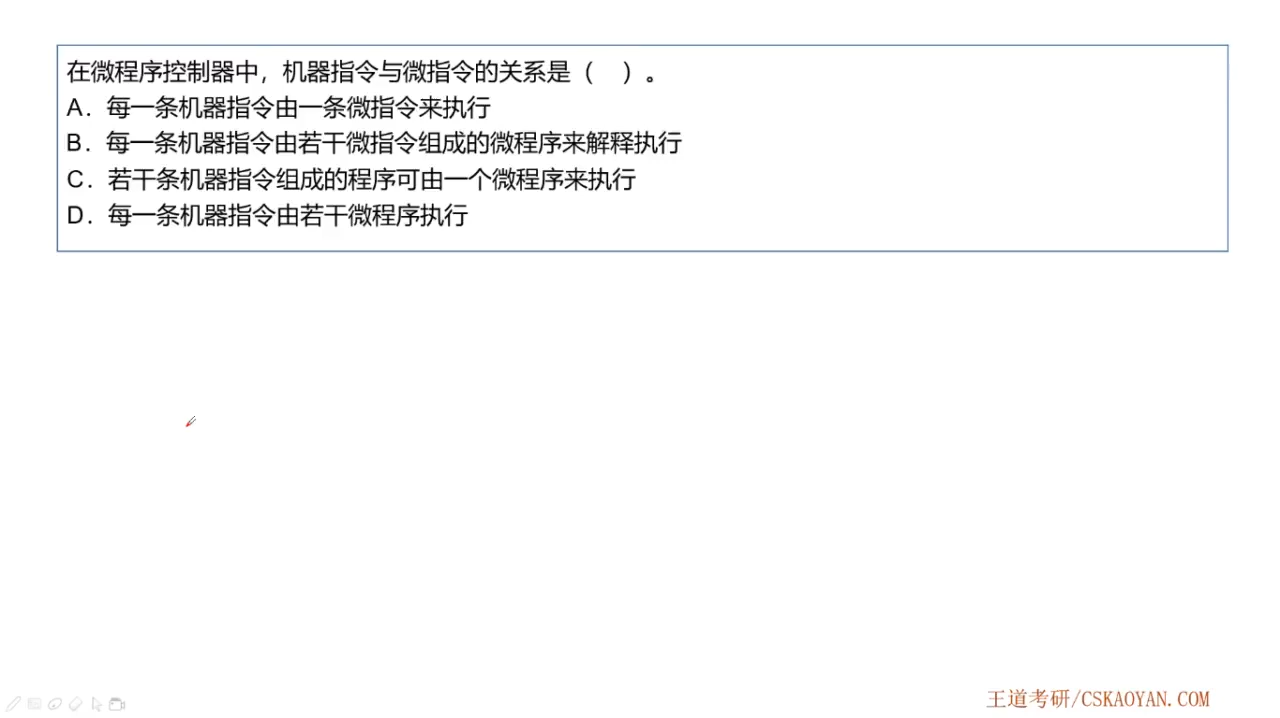 在微程序控制器中，机器指令与微指令的关系是（　）。
A．每一条机器指令由一条微指令来执行
B．每一条机器指令由若干微指令组成的微程序来解释执行
C．若干条机器指令组成的程序可由一个微程序来执行
D．每一条机器指令由若干微程序执行
王道考研/CSKAOYAN.COM